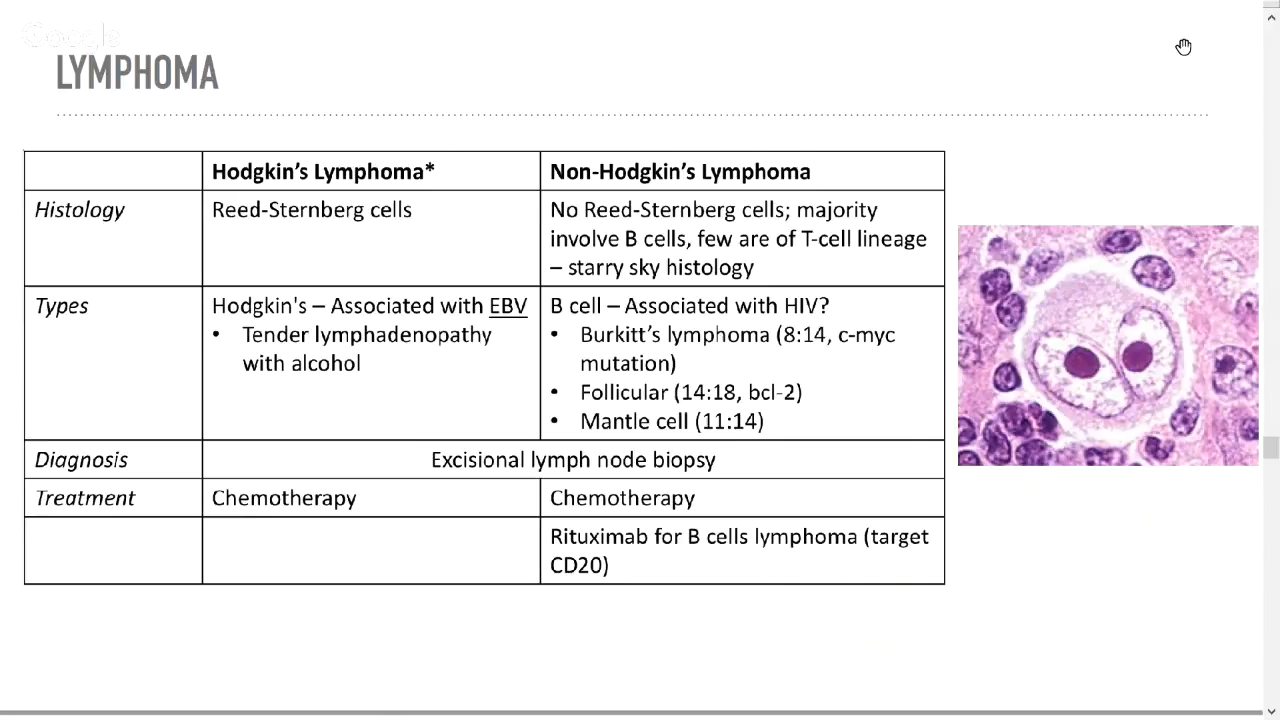 Goals
LYMPHOMA
Hodgkin's Lymphoma*
Non-Hodgkin's Lymphoma
Histology
Reed-Sternberg cells
No Reed-Sternberg cells; majority
involve B cells, few are of T-cell lineage
– starry sky histology
Types
Hodgkin's – Associated with EBV
• Tender lymphadenopathy
with alcohol
B cell – Associated with HIV?
• Burkitt's lymphoma (8:14, c-myc
mutation)
• Follicular (14:18, bcl-2)
• Mantle cell (11:14)
Diagnosis
Excisional lymph node biopsy
Treatment
Chemotherapy
Chemotherapy
Rituximab for B cells lymphoma (target
CD20)